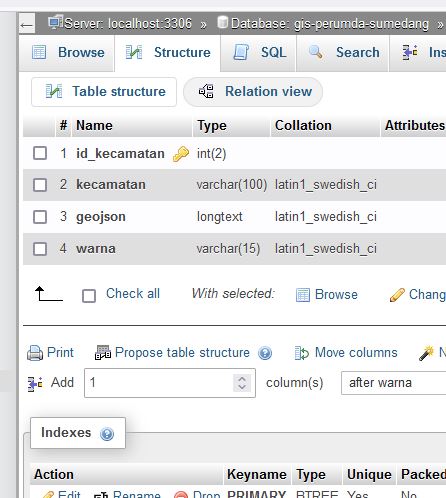 Server: localhost:3306 » Database: gis-perumda-sumedang »
Browse Structure SQL Search Ins
Table structure Relation view
# Name Type Collation Attributes
1 id_kecamatan int(2)
2 kecamatan varchar(100) latin1_swedish_ci
3 geojson longtext latin1_swedish_ci
4 warna varchar(15) latin1_swedish_ci
Check all With selected: Browse Chang
Print Propose table structure Move columns N
Add 1 column(s) after warna
Indexes
Action Keyname Type Unique Packed
Edit Rename Drop PRIMARY BTREE Yes No